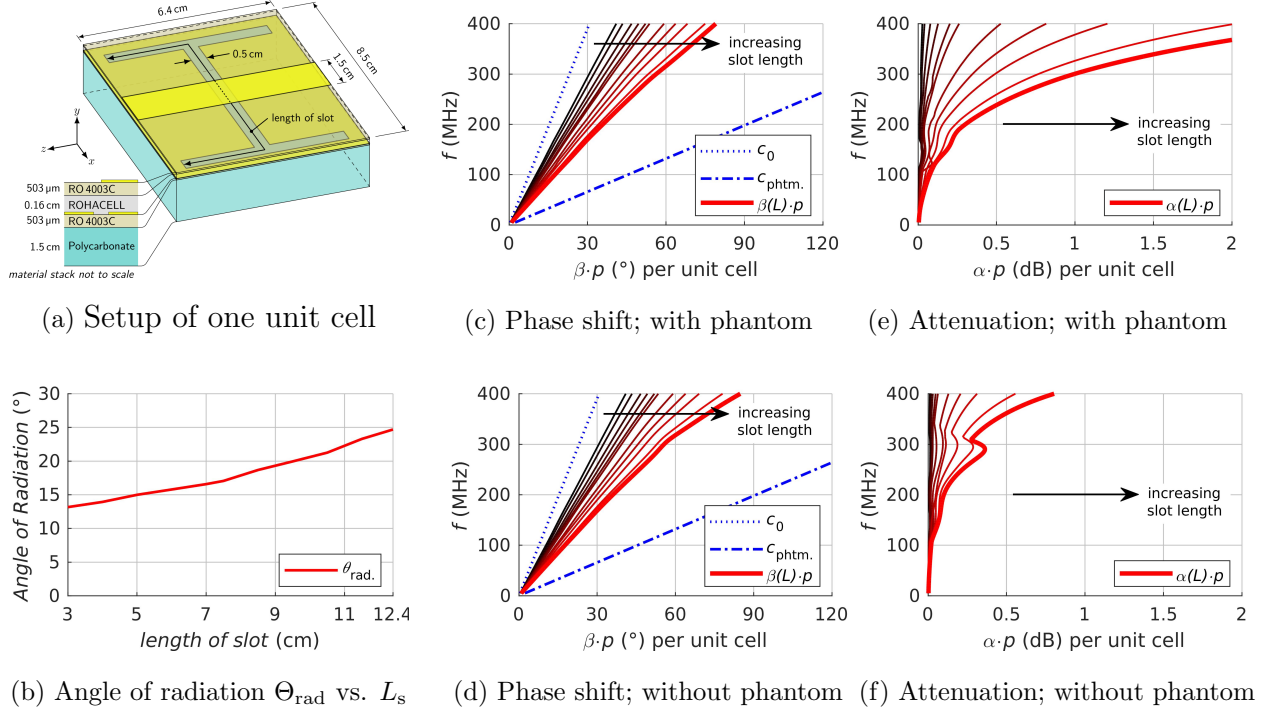 6.4 cm
8.5 cm
1.5 cm
0.5 cm
length of slot
y
z
x
503 µm RO 4003C
0.16 cm ROHACELL
503 µm RO 4003C
1.5 cm Polycarbonate
material stack not to scale
(a) Setup of one unit cell
400
300
200
100
0
f (MHz)
increasing
slot length
c₀
c_phtm.
β(L)·p
0 30 60 90 120
β·p (°) per unit cell
(c) Phase shift; with phantom
400
300
200
100
0
f (MHz)
increasing
slot length
α(L)·p
0 0.5 1 1.5 2
α·p (dB) per unit cell
(e) Attenuation; with phantom
30
25
20
15
10
5
0
Angle of Radiation (°)
θ_rad.
3 5 7 9 11 12.4
length of slot (cm)
(b) Angle of radiation Θ_rad vs. L_s
400
300
200
100
0
f (MHz)
increasing
slot length
c₀
c_phtm.
β(L)·p
0 30 60 90 120
β·p (°) per unit cell
(d) Phase shift; without phantom
400
300
200
100
0
f (MHz)
increasing
slot length
α(L)·p
0 0.5 1 1.5 2
α·p (dB) per unit cell
(f) Attenuation; without phantom